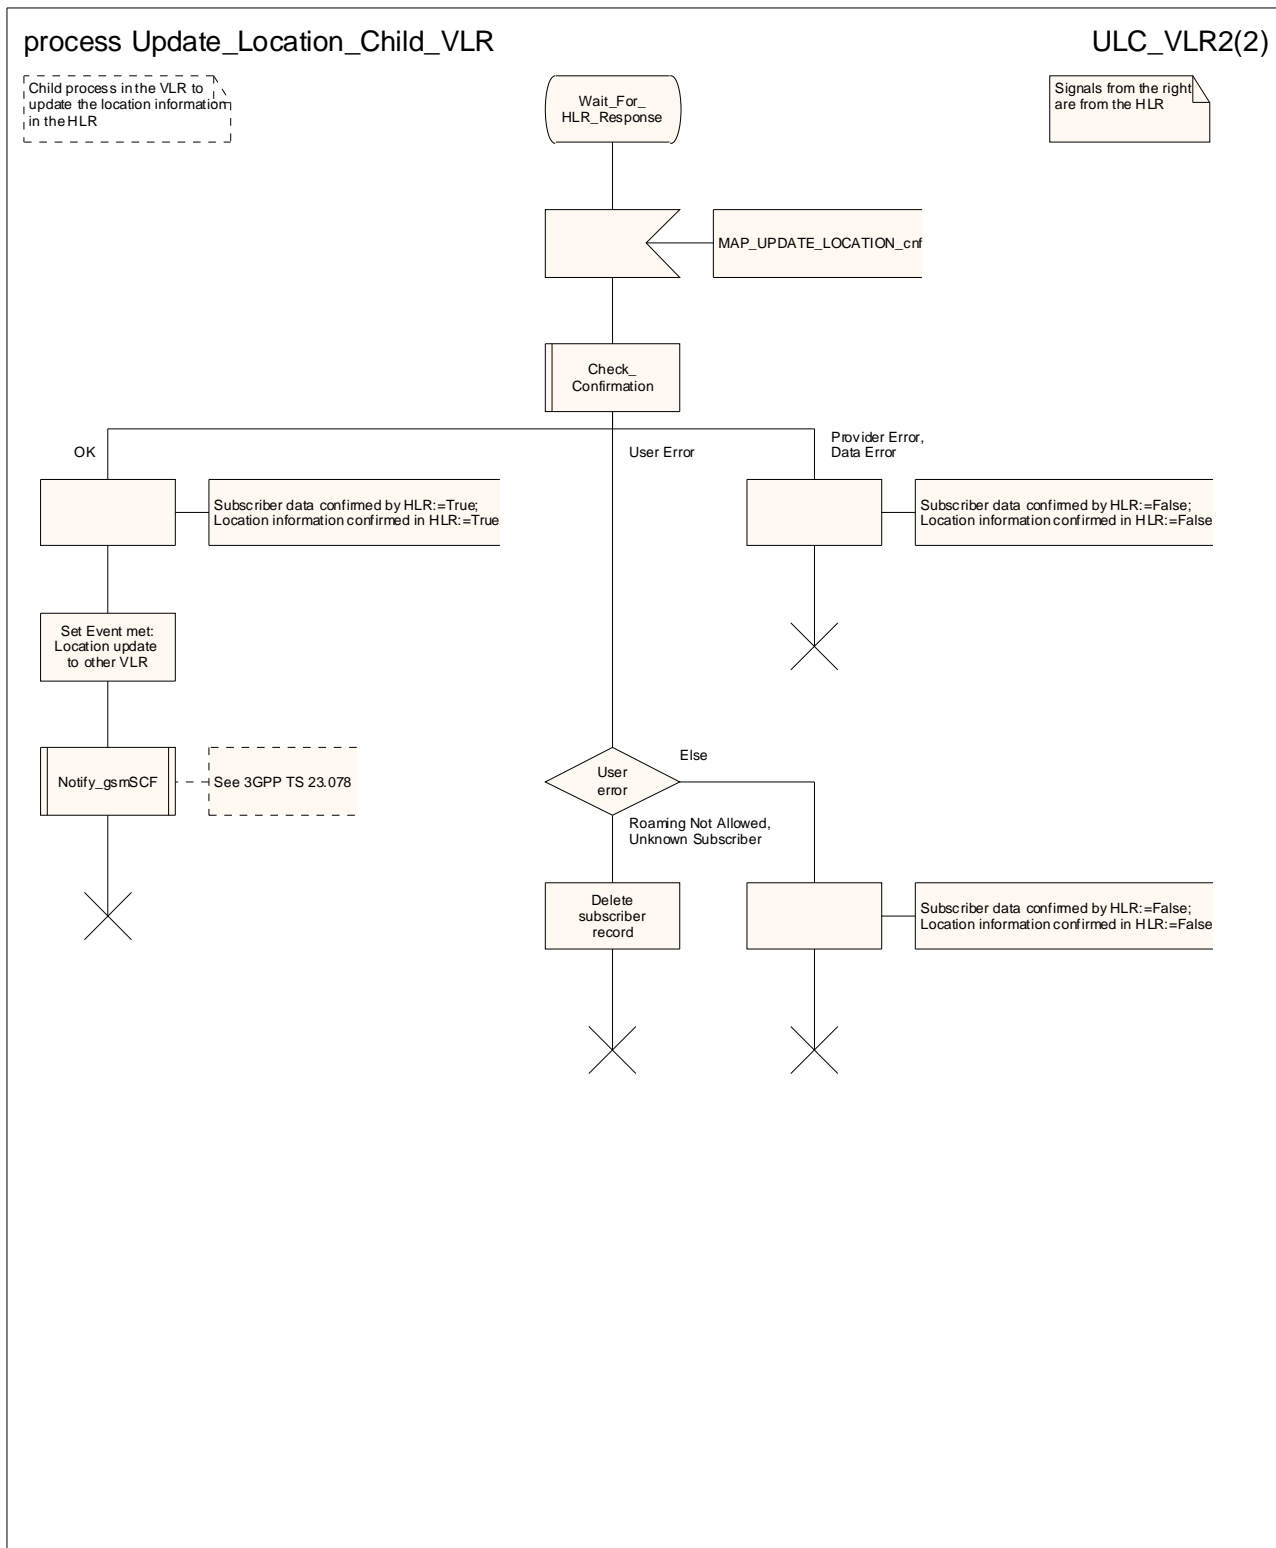 process Update_Location_Child_VLR
ULC_VLR2(2)
Child process in the VLR to
update the location information
in the HLR
Wait_For_
HLR_Response
Signals from the right
are from the HLR
MAP_UPDATE_LOCATION_cnf
Check_
Confirmation
OK
User Error
Provider Error,
Data Error
Subscriber data confirmed by HLR:=True;
Location information confirmed in HLR:=True
Subscriber data confirmed by HLR:=False;
Location information confirmed in HLR:=False
Set Event met:
Location update
to other VLR
Notify_gsmSCF
See 3GPP TS 23.078
User
error
Else
Roaming Not Allowed,
Unknown Subscriber
Delete
subscriber
record
Subscriber data confirmed by HLR:=False;
Location information confirmed in HLR:=False